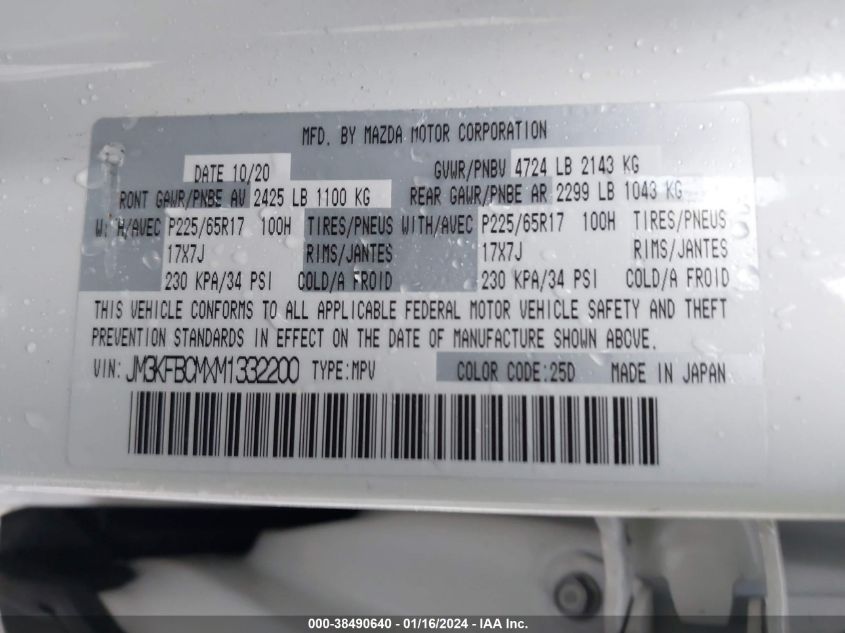 MFD. BY MAZDA MOTOR CORPORATION
DATE 10/20 GVWR/PNBV 4724 LB 2143 KG
RONT GAWR/PNBE AV 2425 LB 1100 KG REAR GAWR/PNBE AR 2299 LB 1043 KG
W: H/AVEC P225/65R17 100H TIRES/PNEUS WITH/AVEC P225/65R17 100H TIRES/PNEUS
17X7J RIMS/JANTES 17X7J RIMS/JANTES
230 KPA/34 PSI COLD/A FROID 230 KPA/34 PSI COLD/A FROID
THIS VEHICLE CONFORMS TO ALL APPLICABLE FEDERAL MOTOR VEHICLE SAFETY AND THEFT
PREVENTION STANDARDS IN EFFECT ON THE DATE OF MANUFACTURE SHOWN ABOVE.
VIN: JM3KFBCMXM1332200 TYPE:MPV COLOR CODE:25D MADE IN JAPAN
000-38490640 - 01/16/2024 - IAA Inc.